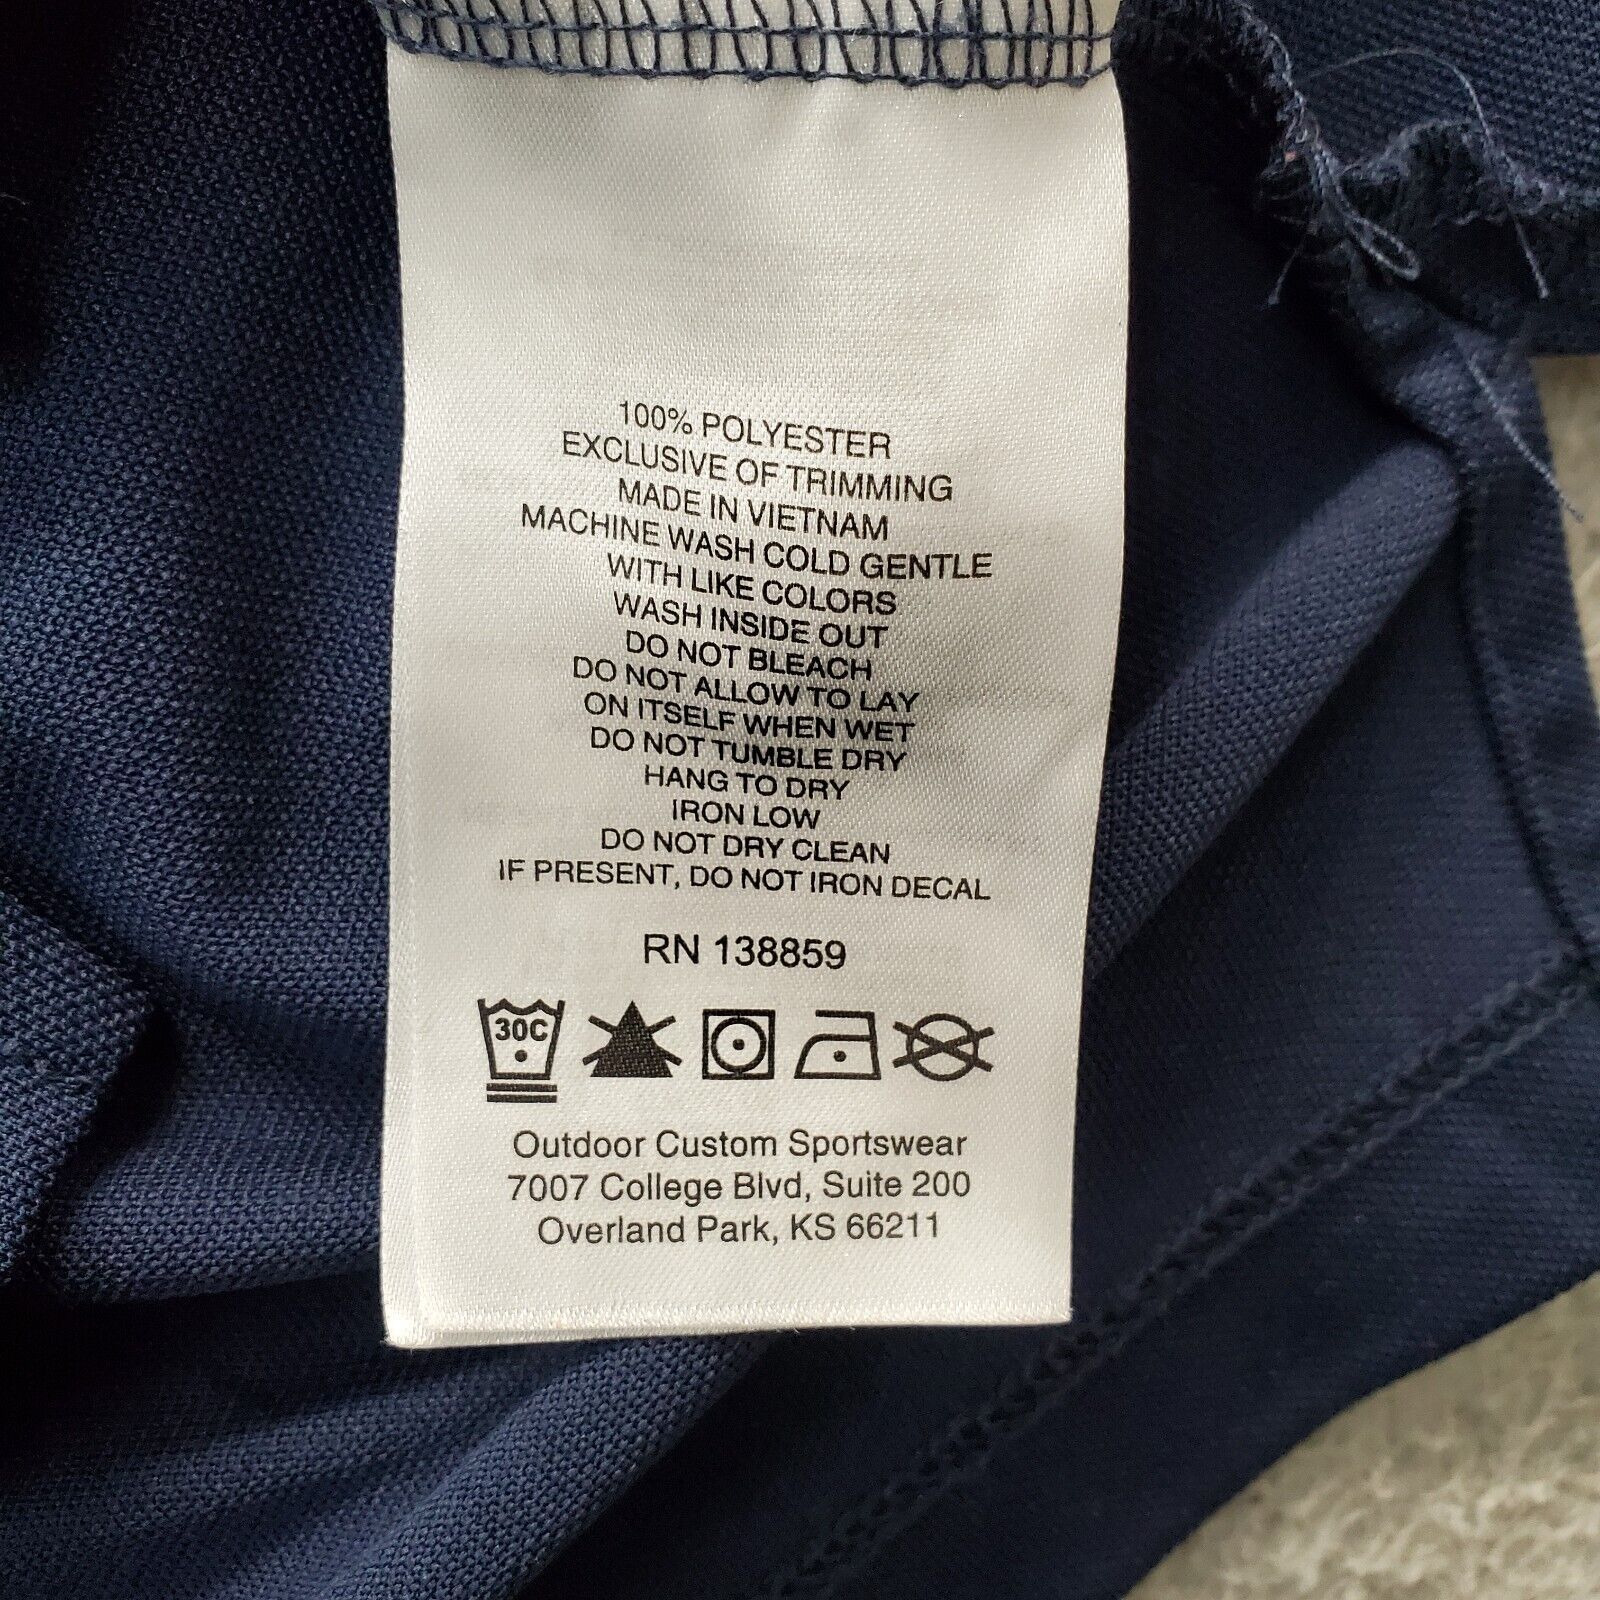 100% POLYESTER
EXCLUSIVE OF TRIMMING
MADE IN VIETNAM
MACHINE WASH COLD GENTLE
WITH LIKE COLORS
WASH INSIDE OUT
DO NOT BLEACH
DO NOT ALLOW TO LAY
ON ITSELF WHEN WET
DO NOT TUMBLE DRY
HANG TO DRY
IRON LOW
DO NOT DRY CLEAN
IF PRESENT, DO NOT IRON DECAL
RN 138859
30C
Outdoor Custom Sportswear
7007 College Blvd, Suite 200
Overland Park, KS 66211